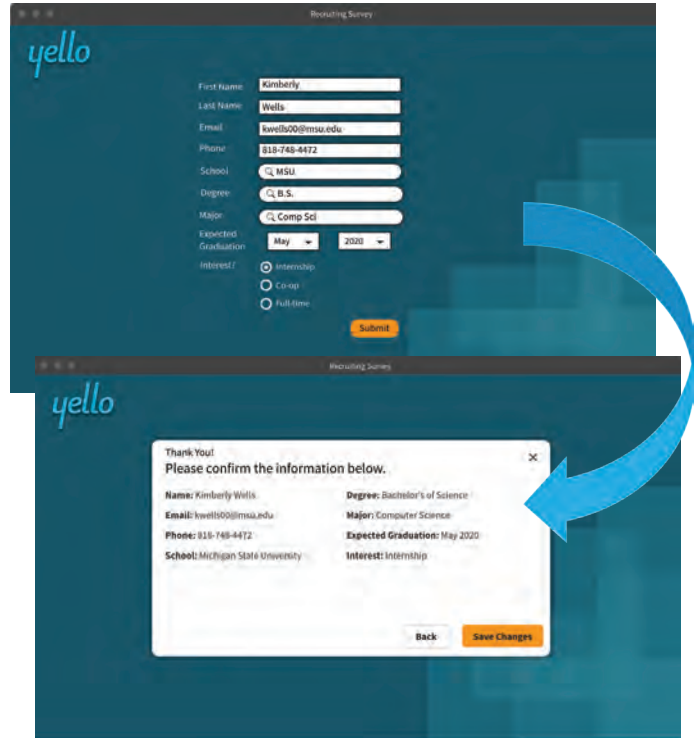 Recruiting Survey
yello
First Name Kimberly
Last Name Wells
Email kwells00@msu.edu
Phone 818-748-4472
School MSU
Degree B.S.
Major Comp Sci
Expected
Graduation May 2020
Interest? Internship
Co-op
Full-time
Submit
Recruiting Survey
yello
Thank You!
Please confirm the information below.
Name: Kimberly Wells Degree: Bachelor's of Science
Email: kwells00@msu.edu Major: Computer Science
Phone: 818-748-4472 Expected Graduation: May 2020
School: Michigan State University Interest: Internship
Back Save Changes